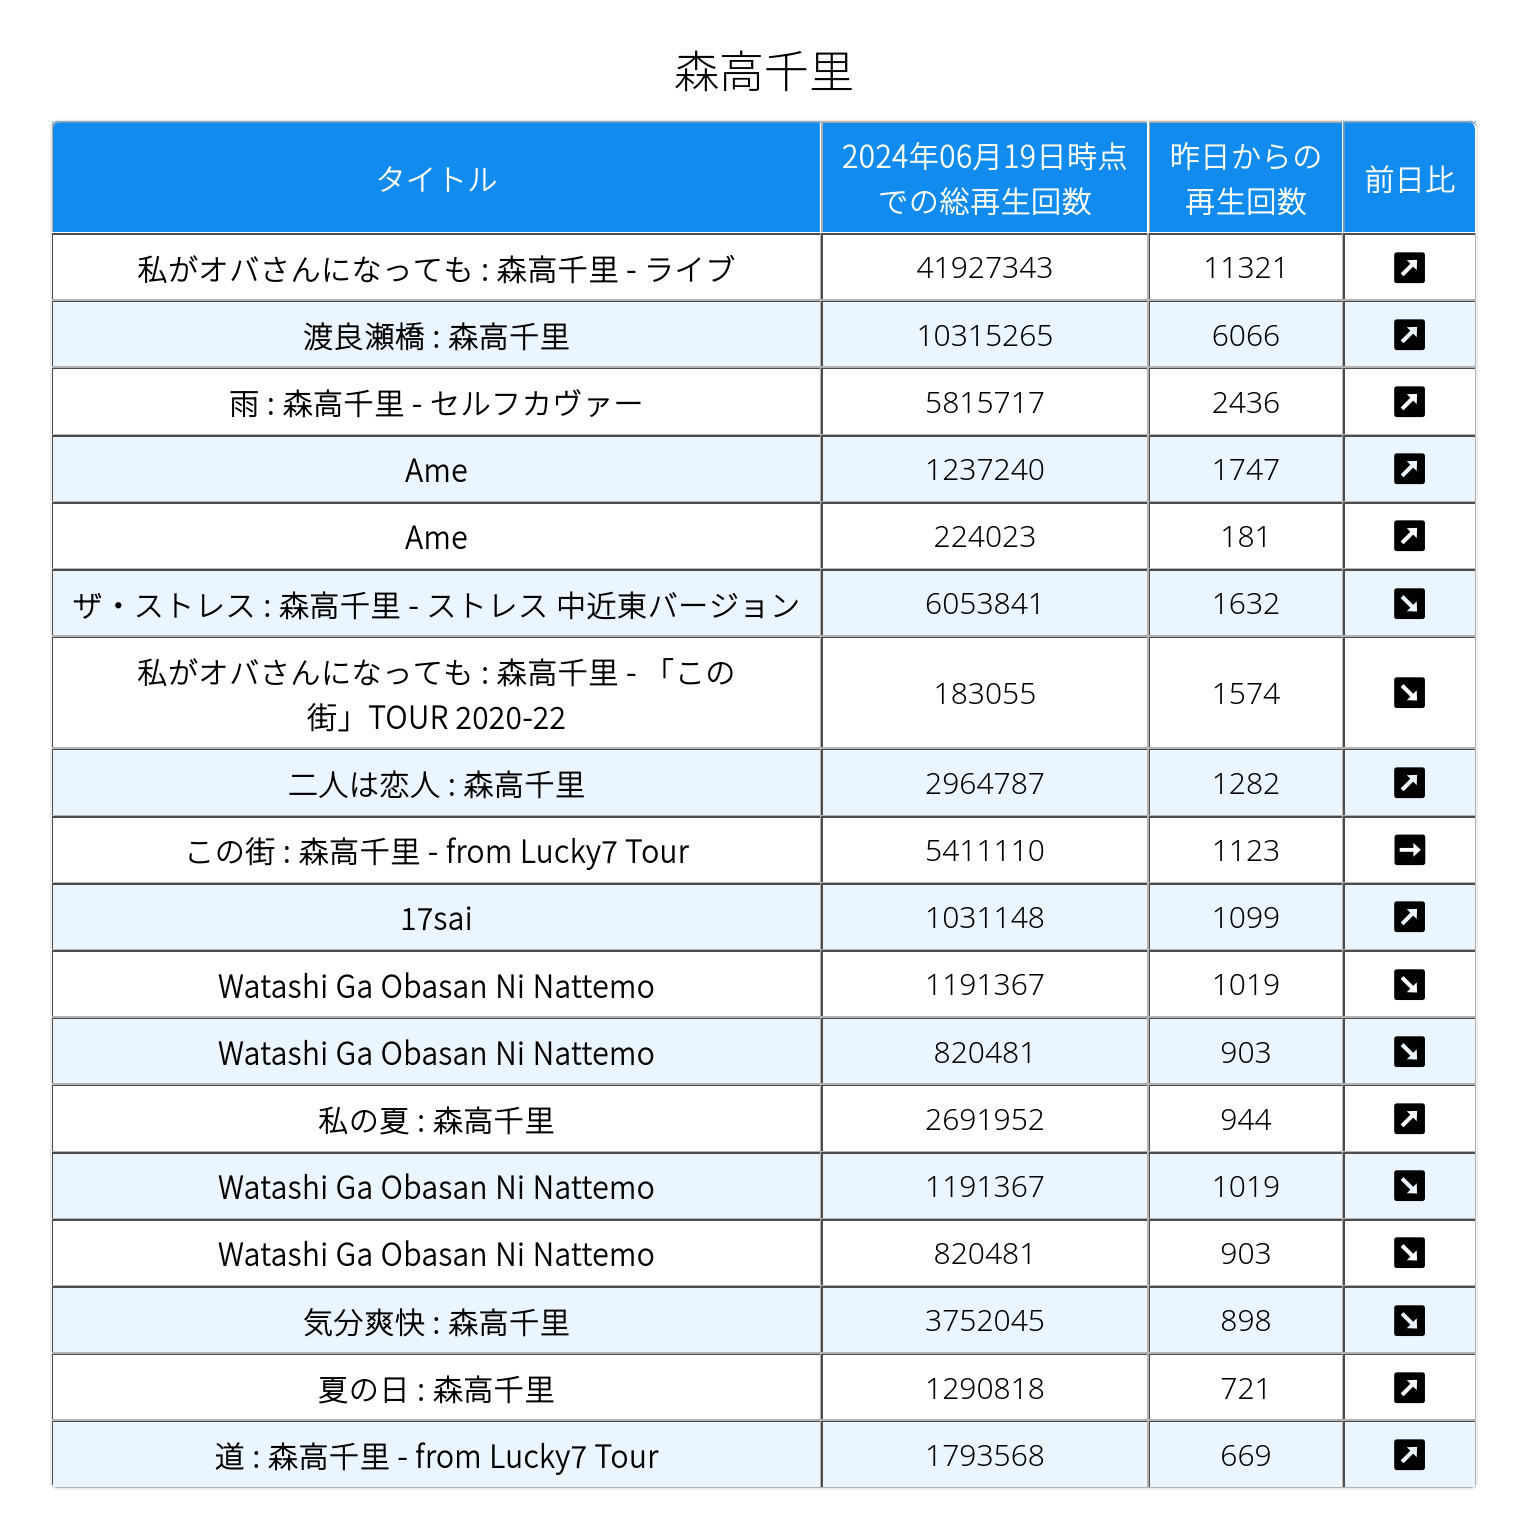 森高千里
タイトル
2024年06月19日時点
での総再生回数
昨日からの
再生回数
前日比
私がオバさんになっても : 森高千里 - ライブ 41927343 11321 ↗
渡良瀬橋 : 森高千里 10315265 6066 ↗
雨 : 森高千里 - セルフカヴァー 5815717 2436 ↗
Ame 1237240 1747 ↗
Ame 224023 181 ↗
ザ・ストレス : 森高千里 - ストレス 中近東バージョン 6053841 1632 ↘
私がオバさんになっても : 森高千里 - 「この
街」TOUR 2020-22 183055 1574 ↘
二人は恋人 : 森高千里 2964787 1282 ↗
この街 : 森高千里 - from Lucky7 Tour 5411110 1123 →
17sai 1031148 1099 ↗
Watashi Ga Obasan Ni Nattemo 1191367 1019 ↘
Watashi Ga Obasan Ni Nattemo 820481 903 ↘
私の夏 : 森高千里 2691952 944 ↗
Watashi Ga Obasan Ni Nattemo 1191367 1019 ↘
Watashi Ga Obasan Ni Nattemo 820481 903 ↘
気分爽快 : 森高千里 3752045 898 ↘
夏の日 : 森高千里 1290818 721 ↗
道 : 森高千里 - from Lucky7 Tour 1793568 669 ↗